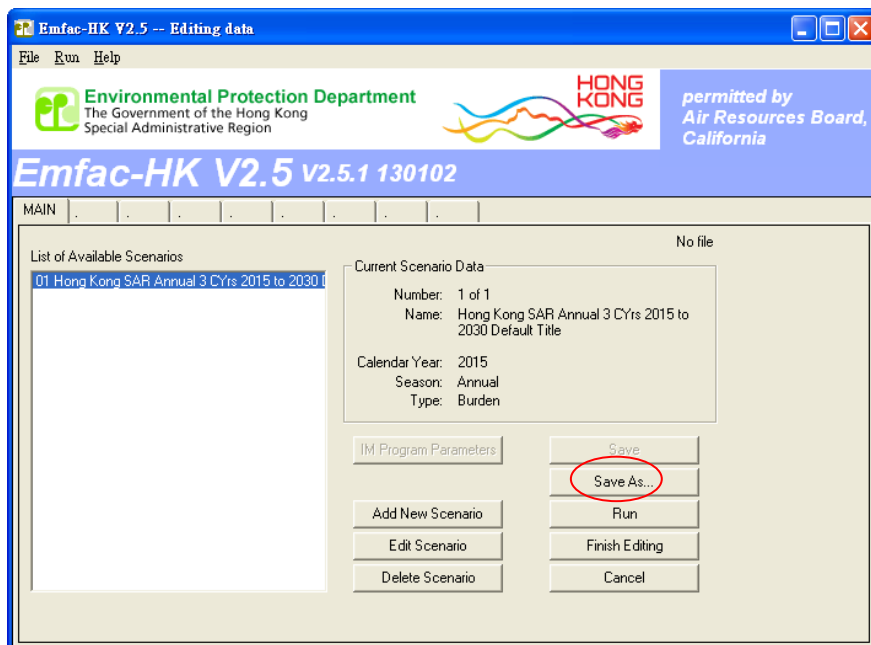 Emfac-HK V2.5 -- Editing data
File Run Help
Environmental Protection Department
The Government of the Hong Kong
Special Administrative Region
HONG
KONG
permitted by
Air Resources Board,
California
Emfac-HK V2.5 V2.5.1 130102
MAIN . . . . . . . .
No file
List of Available Scenarios
01 Hong Kong SAR Annual 3 CYrs 2015 to 2030 D
Current Scenario Data
Number: 1 of 1
Name: Hong Kong SAR Annual 3 CYrs 2015 to
2030 Default Title
Calendar Year: 2015
Season: Annual
Type: Burden
IM Program Parameters Save
Save As...
Add New Scenario Run
Edit Scenario Finish Editing
Delete Scenario Cancel